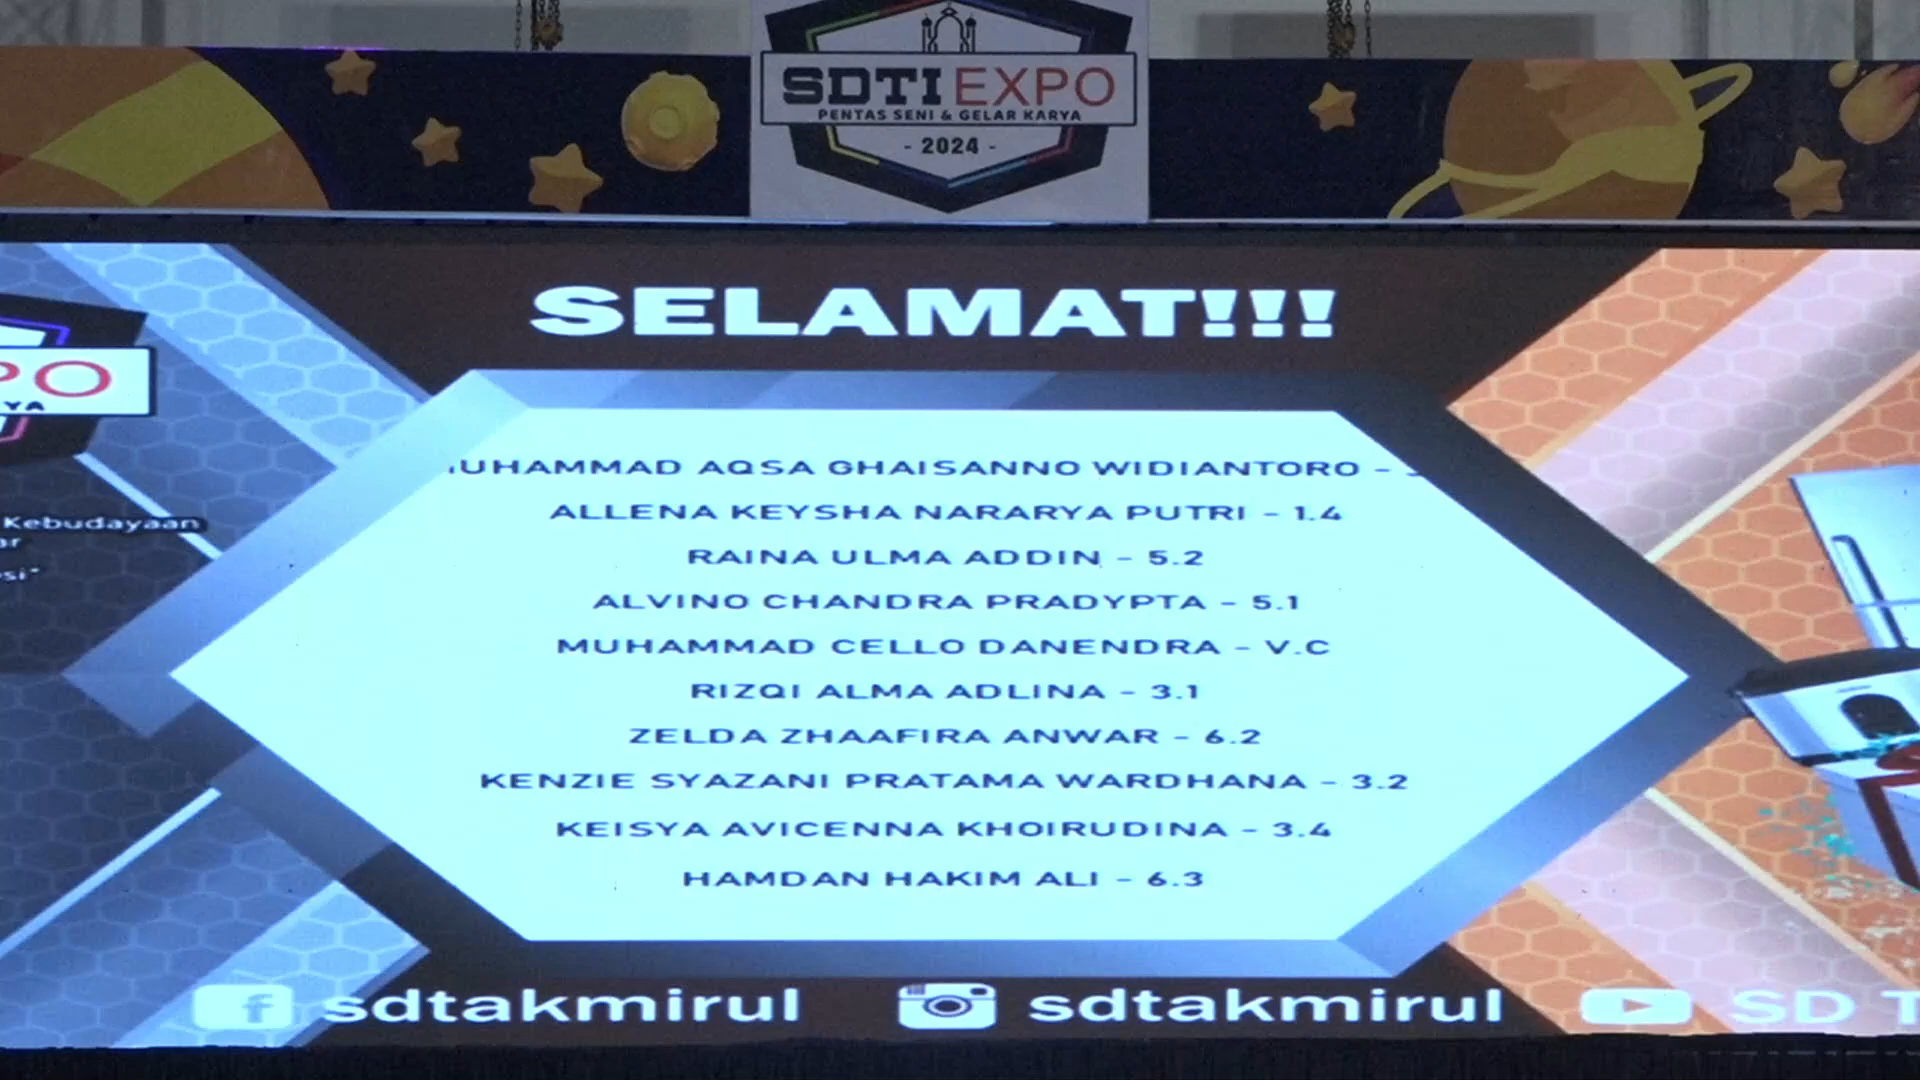 SDTI EXPO
PENTAS SENI & GELAR KARYA
- 2024 -
SELAMAT!!!
PO
YA
Kebudayaan
MUHAMMAD AQSA GHAISANNO WIDIANTORO -
ALLENA KEYSHA NARARYA PUTRI - 1.4
RAINA ULMA ADDIN - 5.2
ALVINO CHANDRA PRADYPTA - 5.1
MUHAMMAD CELLO DANENDRA - V.C
RIZQI ALMA ADLINA - 3.1
ZELDA ZHAAFIRA ANWAR - 6.2
KENZIE SYAZANI PRATAMA WARDHANA - 3.2
KEISYA AVICENNA KHOIRUDINA - 3.4
HAMDAN HAKIM ALI - 6.3
sdtakmirul
sdtakmirul
SD T